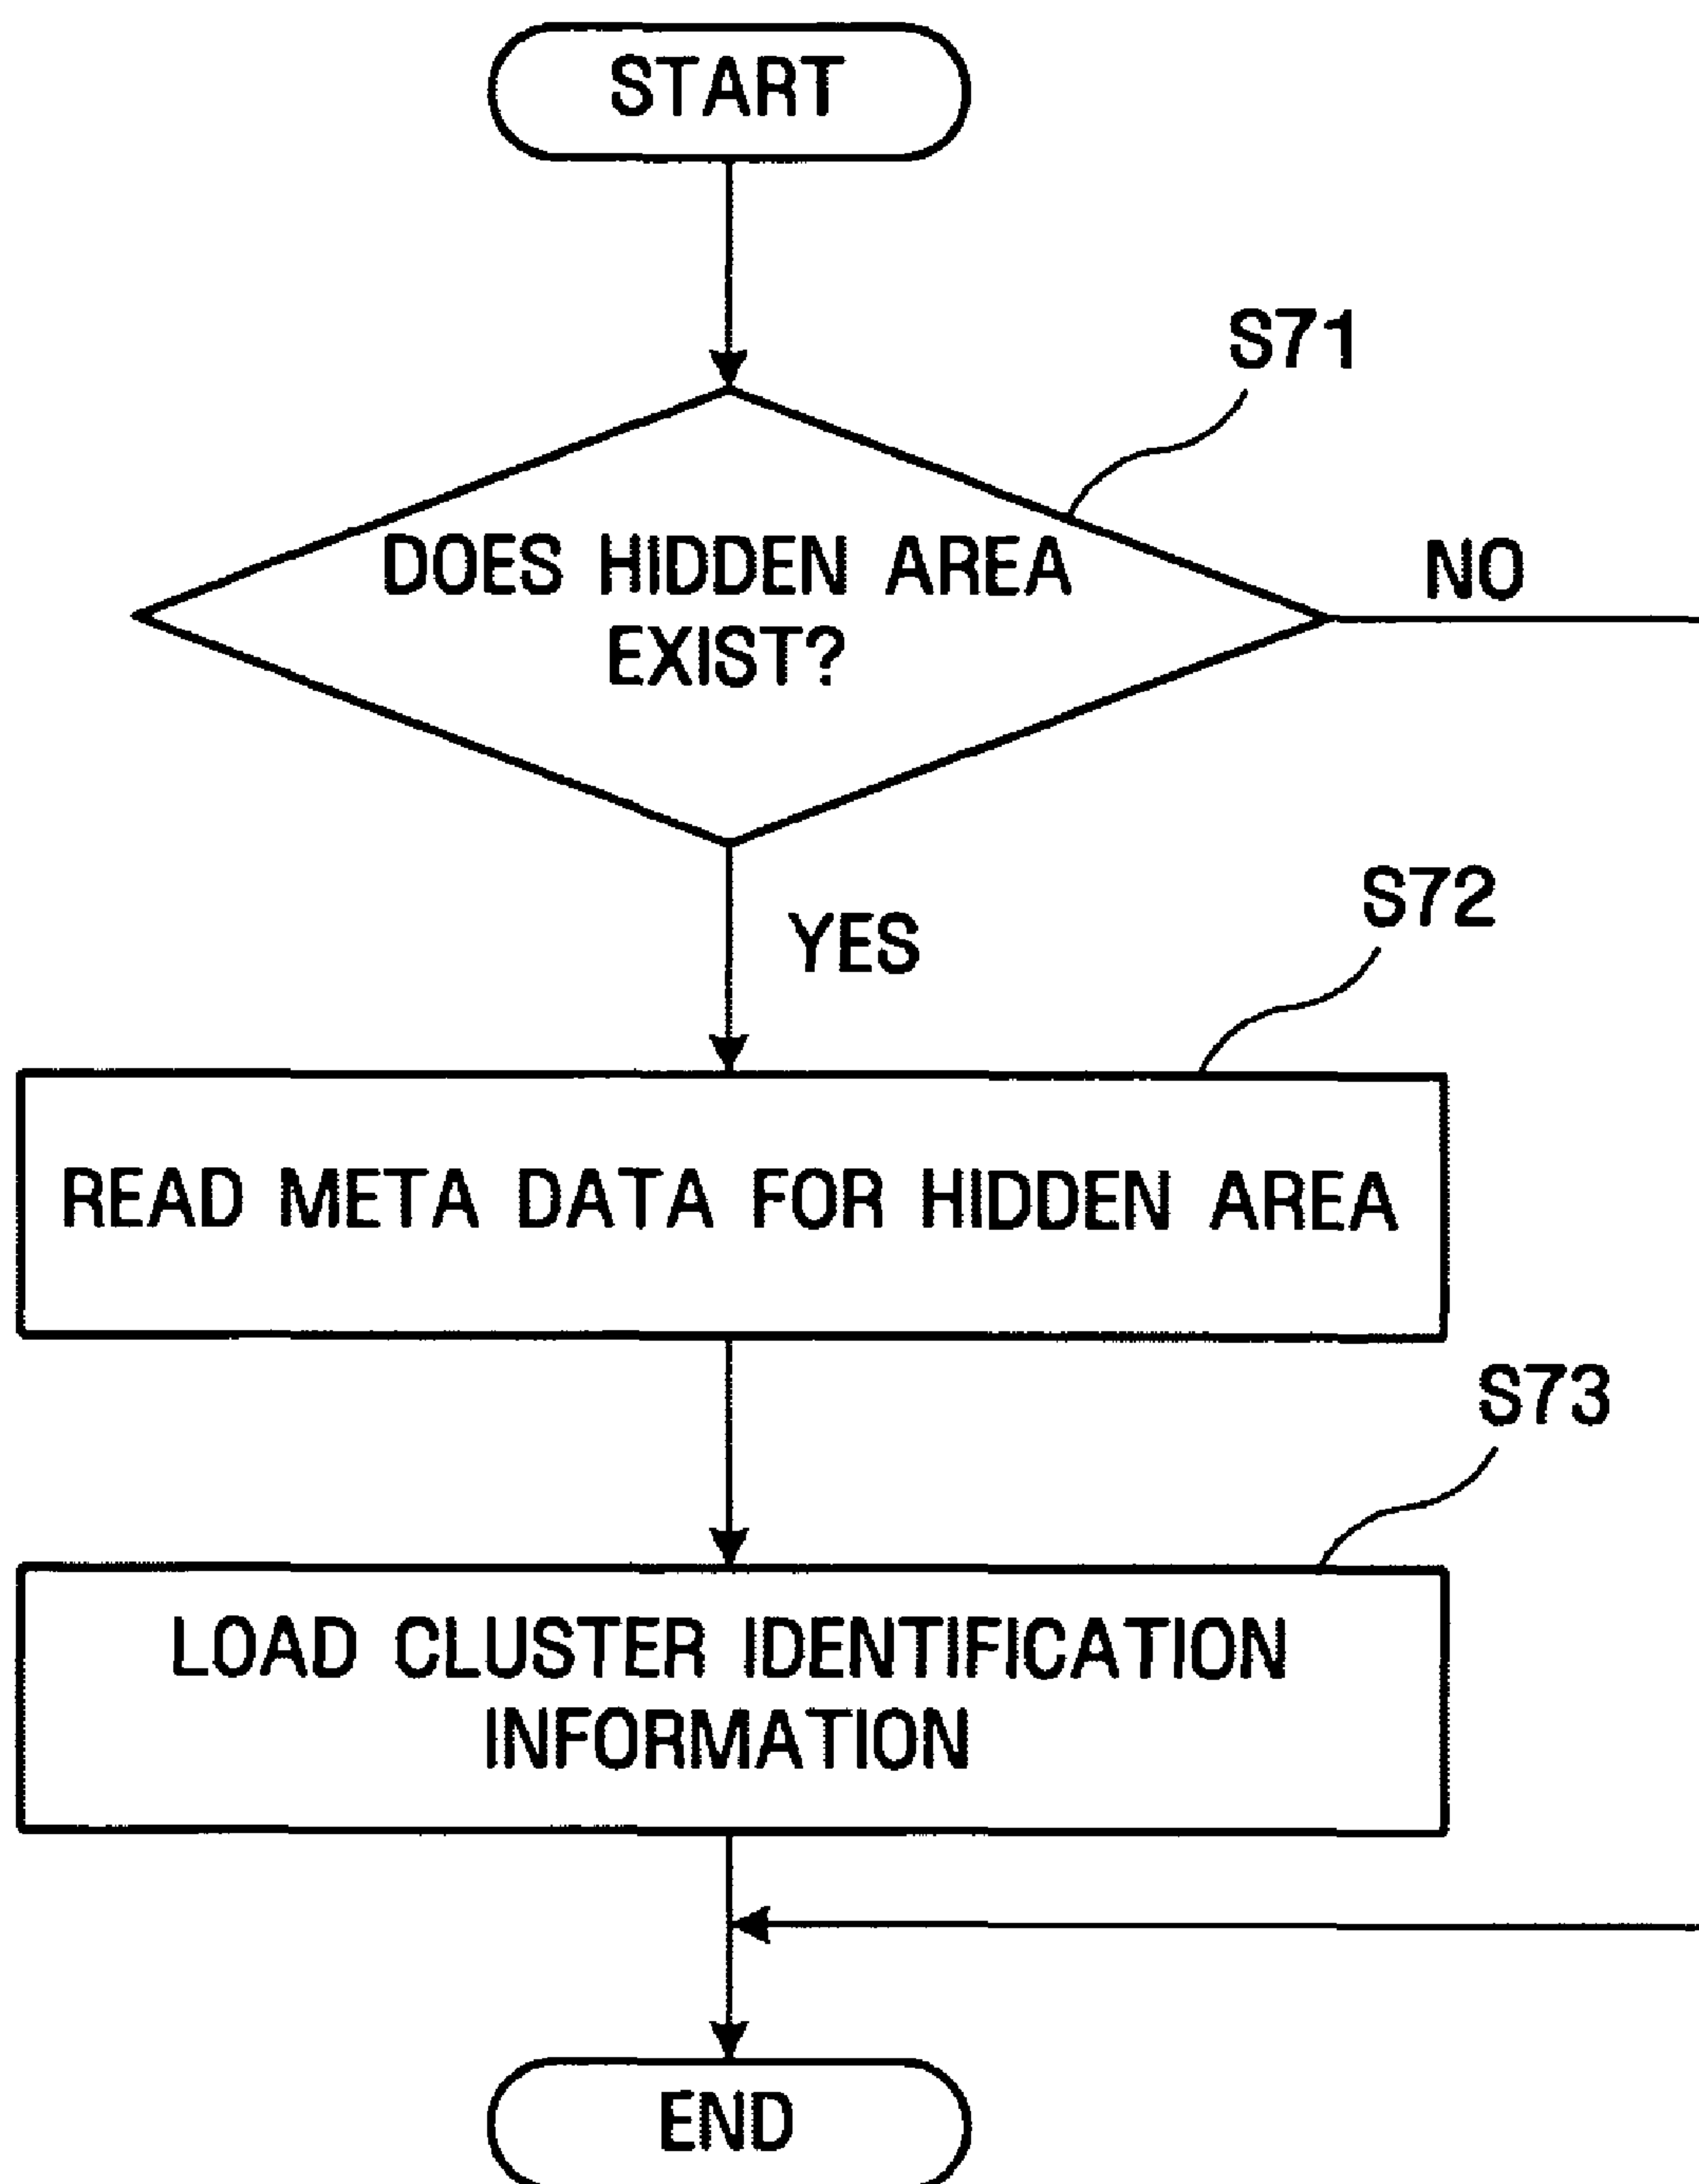 START
S71
DOES HIDDEN AREA
EXIST?
NO
YES
S72
READ META DATA FOR HIDDEN AREA
S73
LOAD CLUSTER IDENTIFICATION
INFORMATION
END